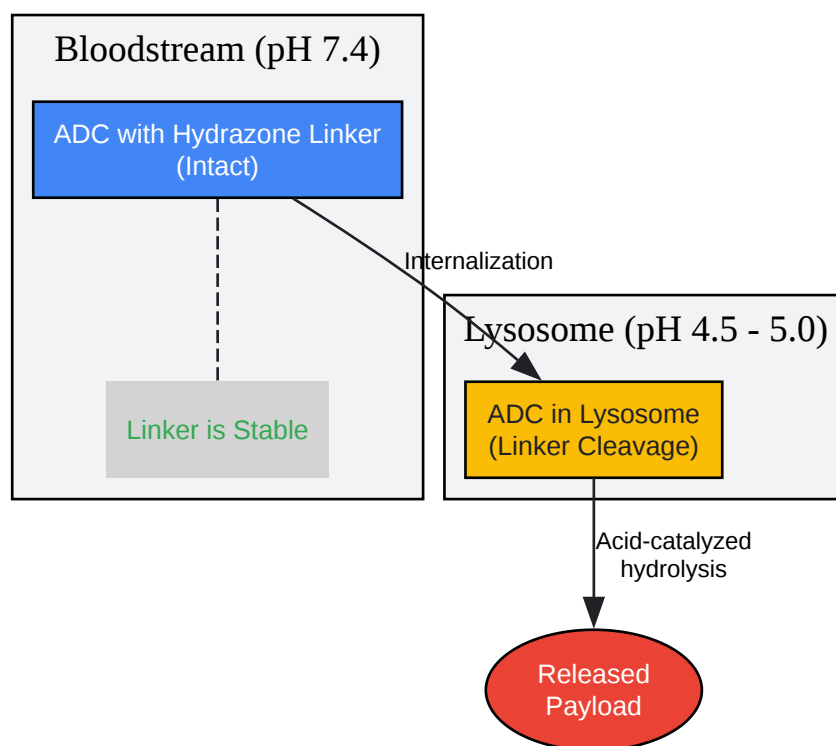 Bloodstream (pH 7.4)
ADC with Hydrazone Linker
(Intact)
Internalization
Lysosome (pH 4.5 - 5.0)
Linker is Stable
ADC in Lysosome
(Linker Cleavage)
Acid-catalyzed
hydrolysis
Released
Payload